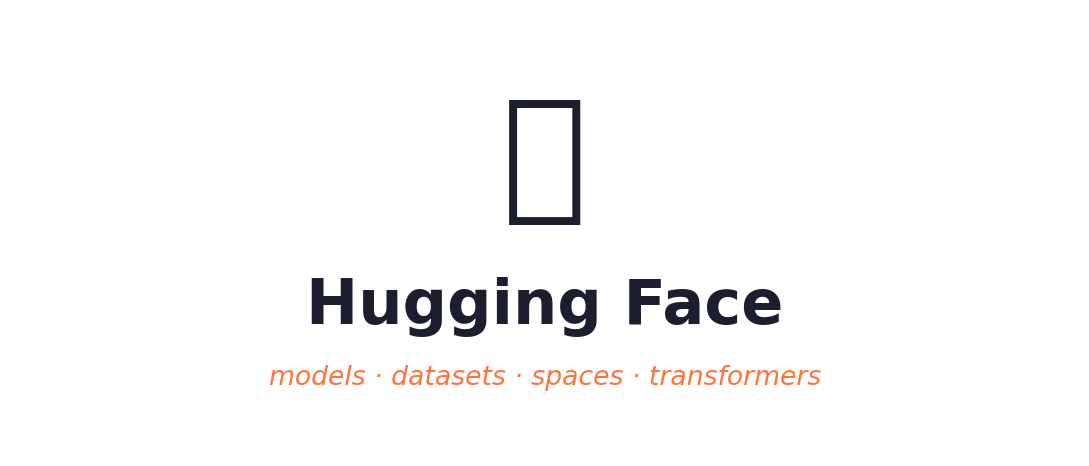 Hugging Face
models · datasets · spaces · transformers